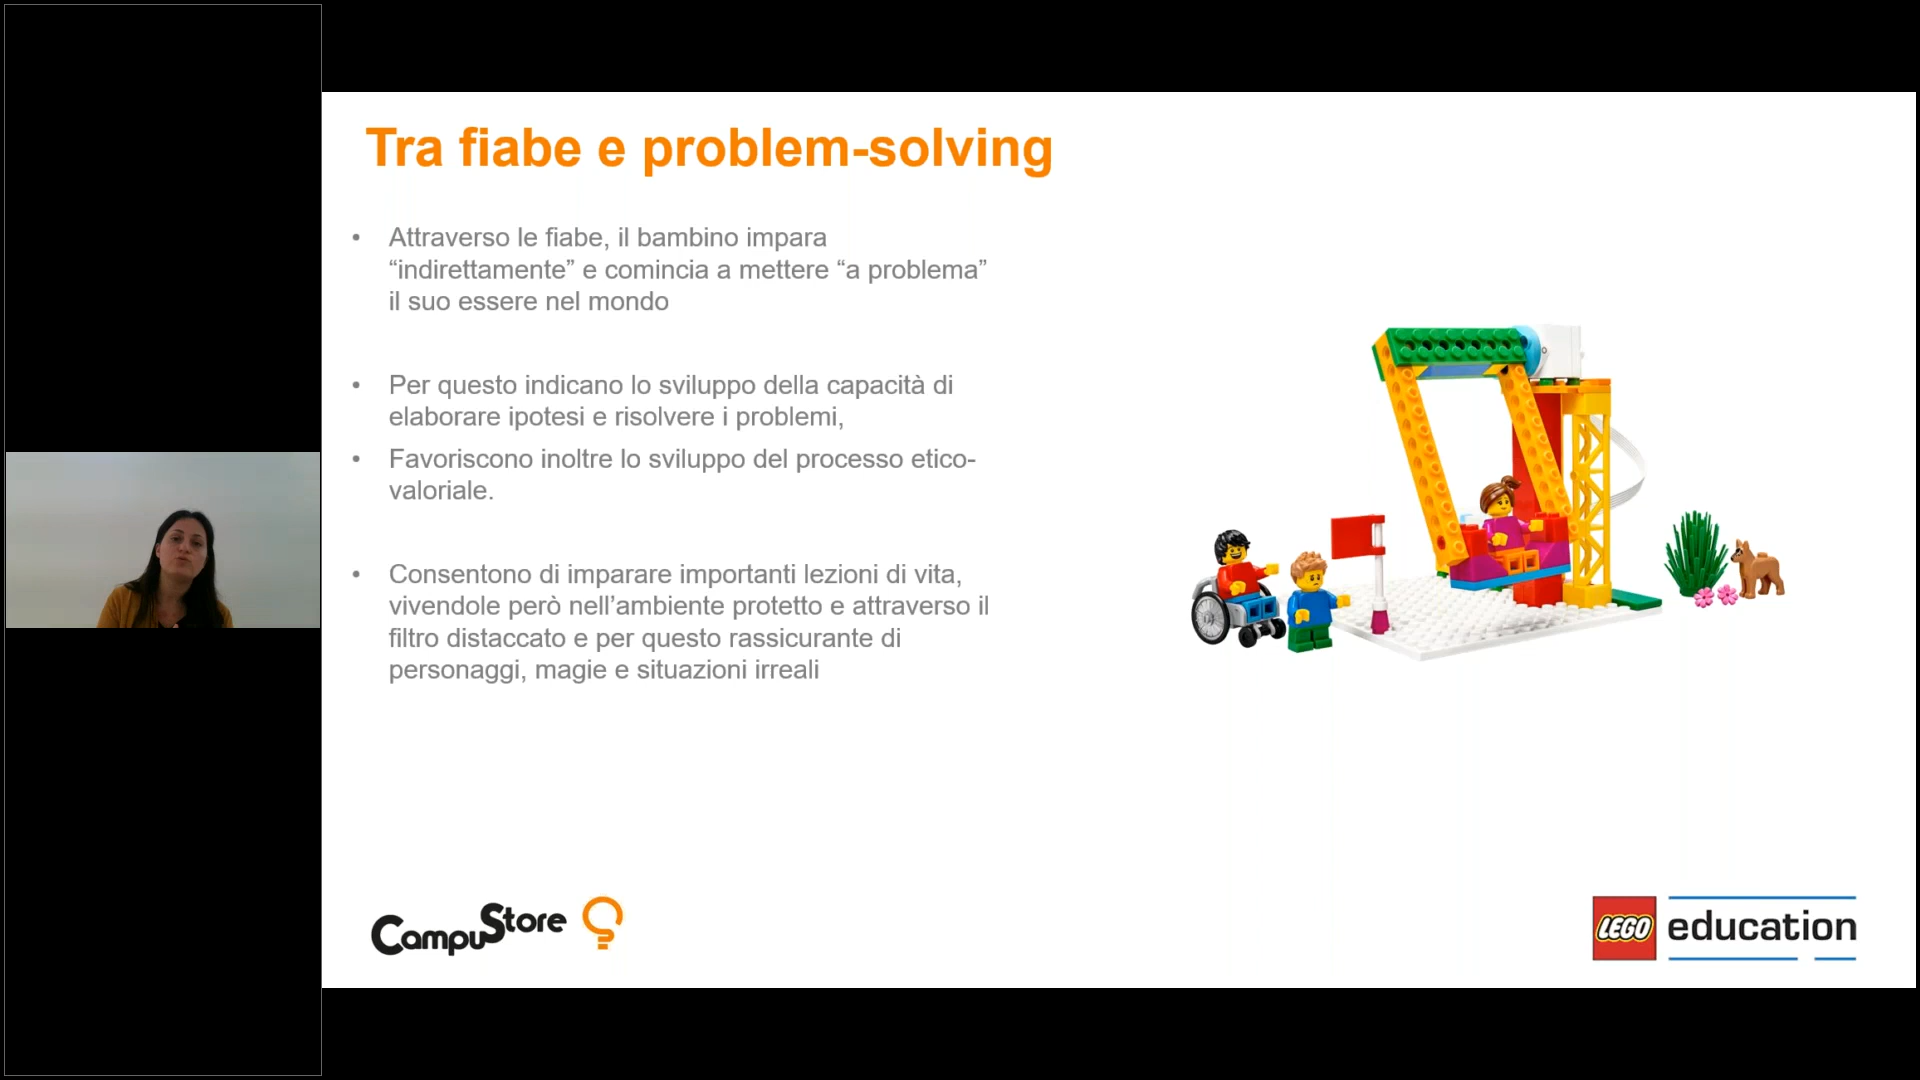 Tra fiabe e problem-solving
• Attraverso le fiabe, il bambino impara
“indirettamente” e comincia a mettere “a problema”
il suo essere nel mondo
• Per questo indicano lo sviluppo della capacità di
elaborare ipotesi e risolvere i problemi,
• Favoriscono inoltre lo sviluppo del processo etico-
valoriale.
• Consentono di imparare importanti lezioni di vita,
vivendole però nell’ambiente protetto e attraverso il
filtro distaccato e per questo rassicurante di
personaggi, magie e situazioni irreali
CampuStore
LEGO education